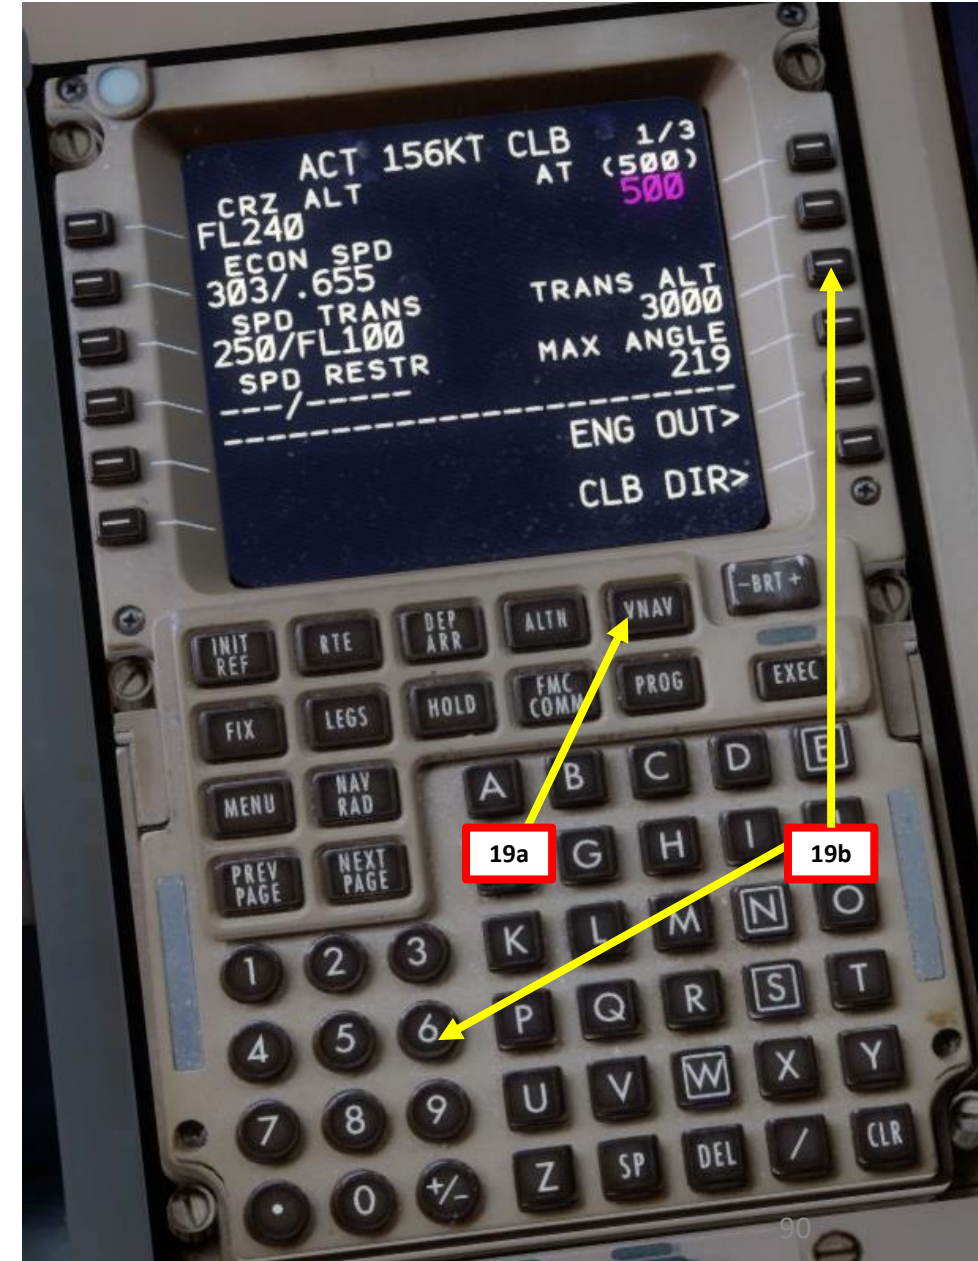 ACT 156KT CLB 1/3
CRZ ALT AT (500)
FL240 500
ECON SPD
303/.655
SPD TRANS TRANS ALT
250/FL100 3000
SPD RESTR MAX ANGLE
---/----- 219
------------------------
ENG OUT>
CLB DIR>
-BRT+
INIT REF RTE DEP ARR ALTN VNAV
FIX LEGS HOLD FMC COMM PROG EXEC
MENU NAV RAD
PREV PAGE NEXT PAGE
A B C D E
19a G H I 19b
K L M N O
1 2 3
P Q R S T
4 5 6
U V W X Y
7 8 9
Z SP DEL / CLR
. 0 +/-
90